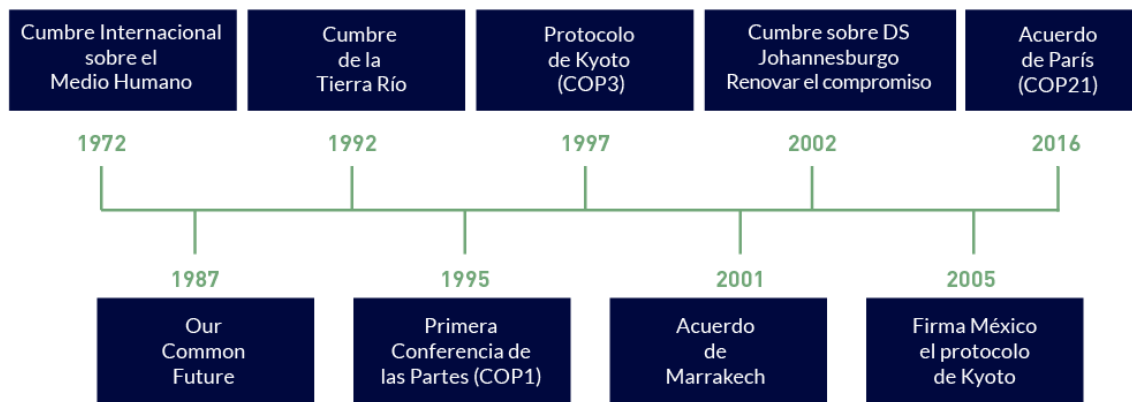 Cumbre Internacional
sobre el
Medio Humano
1972
Cumbre
de la
Tierra Río
1992
Protocolo
de Kyoto
(COP3)
1997
Cumbre sobre DS
Johannesburgo
Renovar el compromiso
2002
Acuerdo
de París
(COP21)
2016
1987
Our
Common
Future
1995
Primera
Conferencia de
las Partes (COP1)
2001
Acuerdo
de
Marrakech
2005
Firma México
el protocolo
de Kyoto